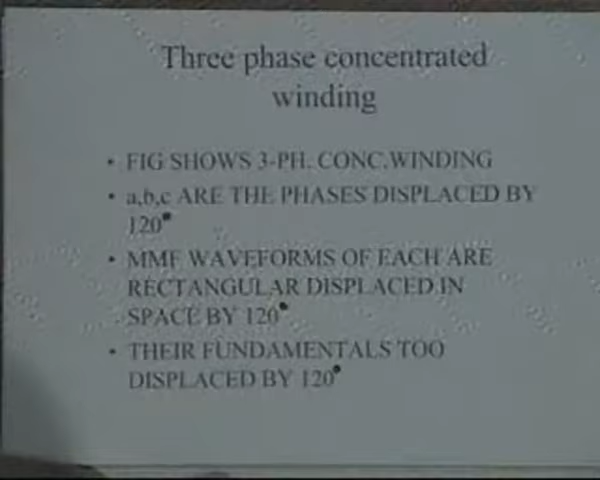 Three phase concentrated
winding
• FIG SHOWS 3-PH. CONC.WINDING
• a,b,c ARE THE PHASES DISPLACED BY
120°
• MMF WAVEFORMS OF EACH ARE
RECTANGULAR DISPLACED IN
SPACE BY 120°
• THEIR FUNDAMENTALS TOO
DISPLACED BY 120°